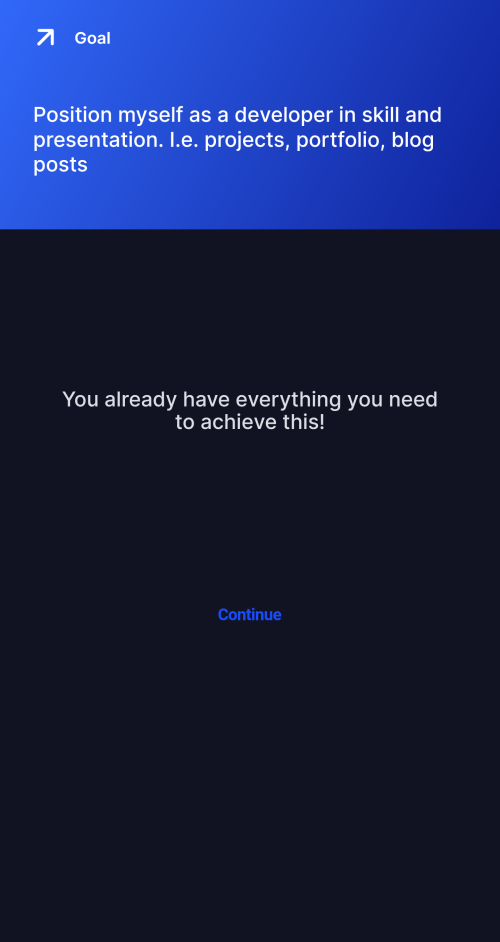 Goal
Position myself as a developer in skill and
presentation. I.e. projects, portfolio, blog
posts
You already have everything you need
to achieve this!
Continue